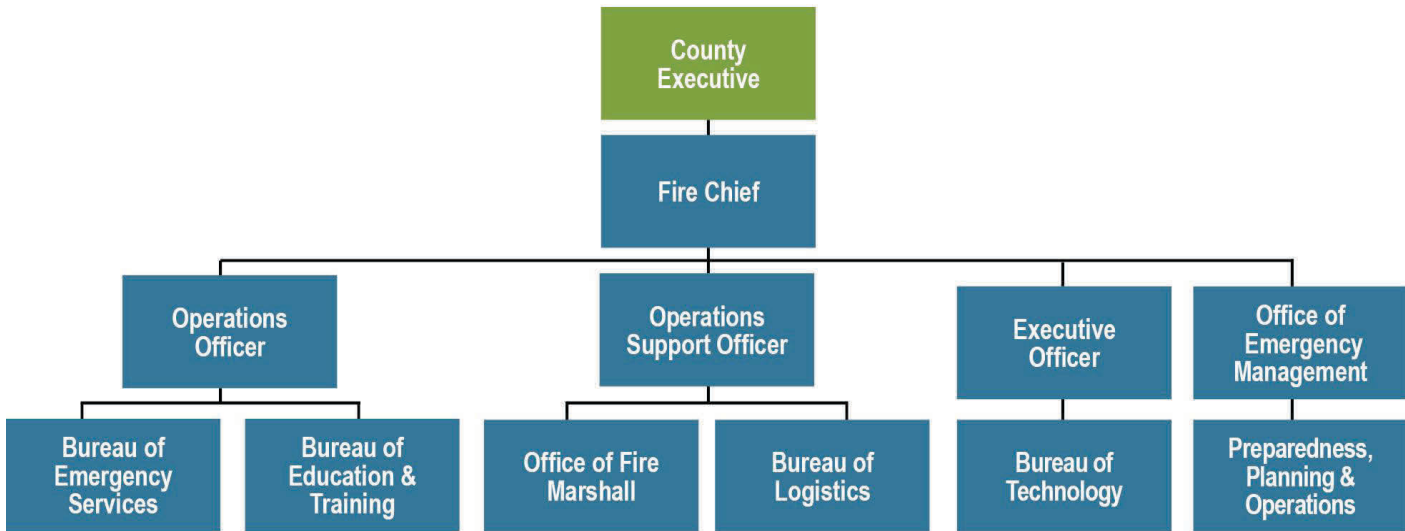 County
Executive
Fire Chief
Operations
Officer
Operations
Support Officer
Executive
Officer
Office of
Emergency
Management
Bureau of
Emergency
Services
Bureau of
Education &
Training
Office of Fire
Marshall
Bureau of
Logistics
Bureau of
Technology
Preparedness,
Planning &
Operations